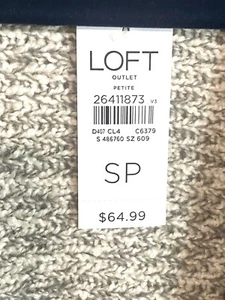 LOFT
OUTLET
PETITE
26411873 V3
D407 CL4 C6379
S 486760 SZ 609
SP
$64.99